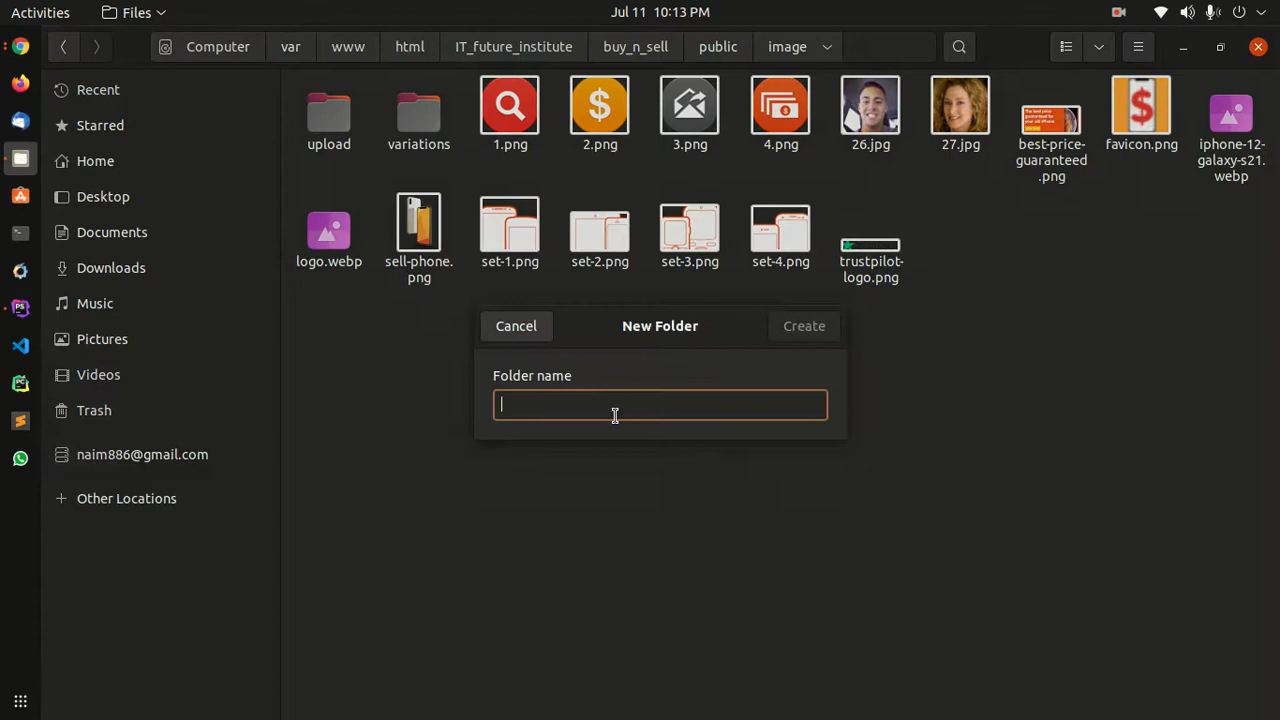 Activities
Files
Jul 11 10:13 PM
Computer
var
www
html
IT_future_institute
buy_n_sell
public
image
Recent
Starred
Home
Desktop
Documents
Downloads
Music
Pictures
Videos
Trash
naim886@gmail.com
+ Other Locations
upload
variations
1.png
2.png
3.png
4.png
26.jpg
27.jpg
best-price-
guaranteed
.png
favicon.png
iphone-12-
galaxy-s21.
webp
logo.webp
sell-phone.
png
set-1.png
set-2.png
set-3.png
set-4.png
trustpilot-
logo.png
Cancel
New Folder
Create
Folder name